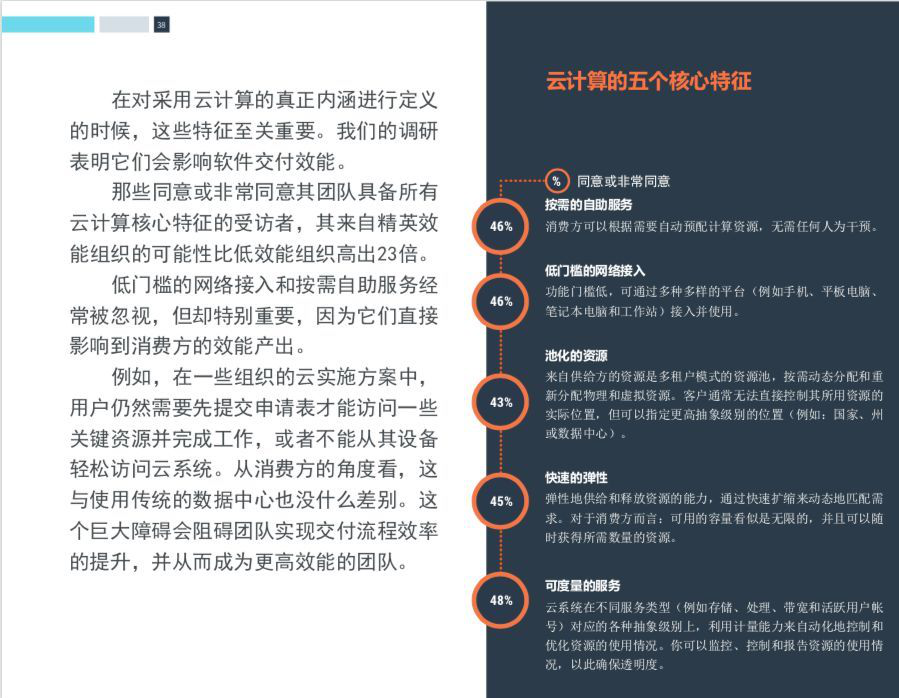 38
在对采用云计算的真正内涵进行定义
的时候，这些特征至关重要。我们的调研
表明它们会影响软件交付效能。
那些同意或非常同意其团队具备所有
云计算核心特征的受访者，其来自精英效
能组织的可能性比低效能组织高出23倍。
低门槛的网络接入和按需自助服务经
常被忽视，但却特别重要，因为它们直接
影响到消费方的效能产出。
例如，在一些组织的云实施方案中，
用户仍然需要先提交申请表才能访问一些
关键资源并完成工作，或者不能从其设备
轻松访问云系统。从消费方的角度看，这
与使用传统的数据中心也没什么差别。这
个巨大障碍会阻碍团队实现交付流程效率
的提升，并从而成为更高效能的团队。
云计算的五个核心特征
% 同意或非常同意
46%
按需的自助服务
消费方可以根据需要自动预配计算资源，无需任何人为干预。
46%
低门槛的网络接入
功能门槛低，可通过多种多样的平台（例如手机、平板电脑、
笔记本电脑和工作站）接入并使用。
43%
池化的资源
来自供给方的资源是多租户模式的资源池，按需动态分配和重
新分配物理和虚拟资源。客户通常无法直接控制其所用资源的
实际位置，但可以指定更高抽象级别的位置（例如：国家、州
或数据中心）。
45%
快速的弹性
弹性地供给和释放资源的能力，通过快速扩缩来动态地匹配需
求。对于消费方而言：可用的容量看似是无限的，并且可以随
时获得所需数量的资源。
48%
可度量的服务
云系统在不同服务类型（例如存储、处理、带宽和活跃用户帐
号）对应的各种抽象级别上，利用计量能力来自动化地控制和
优化资源的使用情况。你可以监控、控制和报告资源的使用情
况，以此确保透明度。